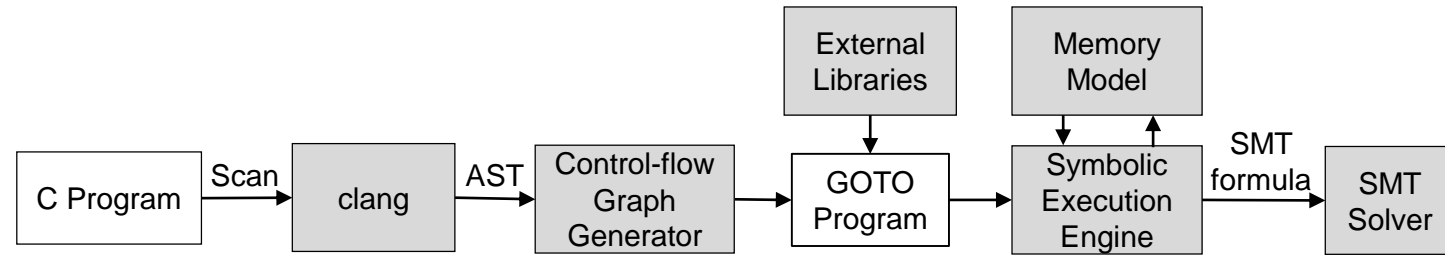 External
Libraries
Memory
Model
C Program
Scan
clang
AST
Control-flow
Graph
Generator
GOTO
Program
Symbolic
Execution
Engine
SMT
formula
SMT
Solver